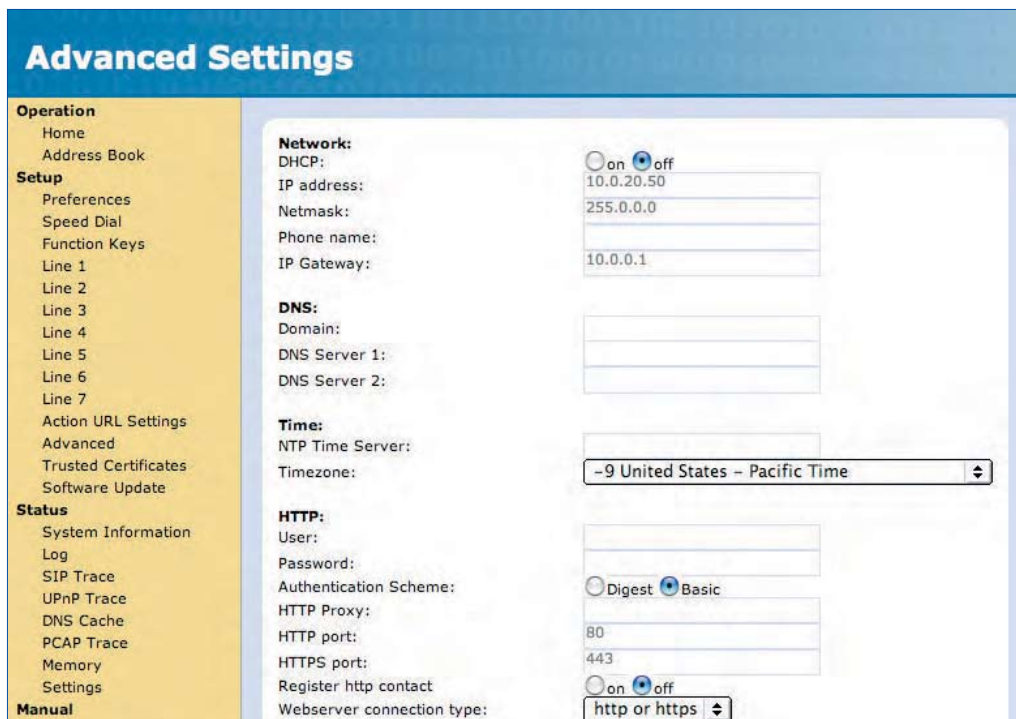 Advanced Settings
Operation
Home
Address Book
Setup
Preferences
Speed Dial
Function Keys
Line 1
Line 2
Line 3
Line 4
Line 5
Line 6
Line 7
Action URL Settings
Advanced
Trusted Certificates
Software Update
Status
System Information
Log
SIP Trace
UPnP Trace
DNS Cache
PCAP Trace
Memory
Settings
Manual
Network:
DHCP: on off
IP address: 10.0.20.50
Netmask: 255.0.0.0
Phone name:
IP Gateway: 10.0.0.1
DNS:
Domain:
DNS Server 1:
DNS Server 2:
Time:
NTP Time Server:
Timezone: -9 United States - Pacific Time
HTTP:
User:
Password:
Authentication Scheme: Digest Basic
HTTP Proxy:
HTTP port: 80
HTTPS port: 443
Register http contact on off
Webserver connection type: http or https